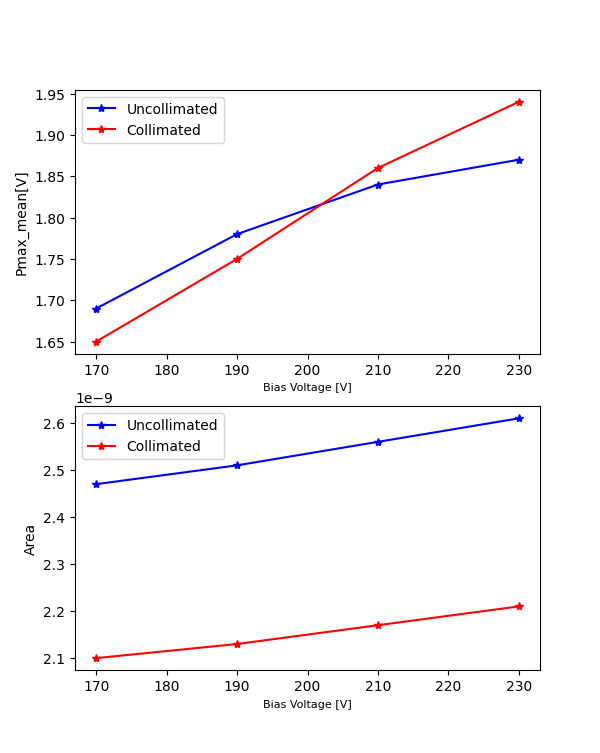 Uncollimated
Collimated
1.95
1.90
1.85
1.80
1.75
1.70
1.65
Pmax_mean[V]
170 180 190 200 210 220 230
Bias Voltage [V]
1e−9
Uncollimated
Collimated
2.6
2.5
2.4
2.3
2.2
2.1
Area
170 180 190 200 210 220 230
Bias Voltage [V]